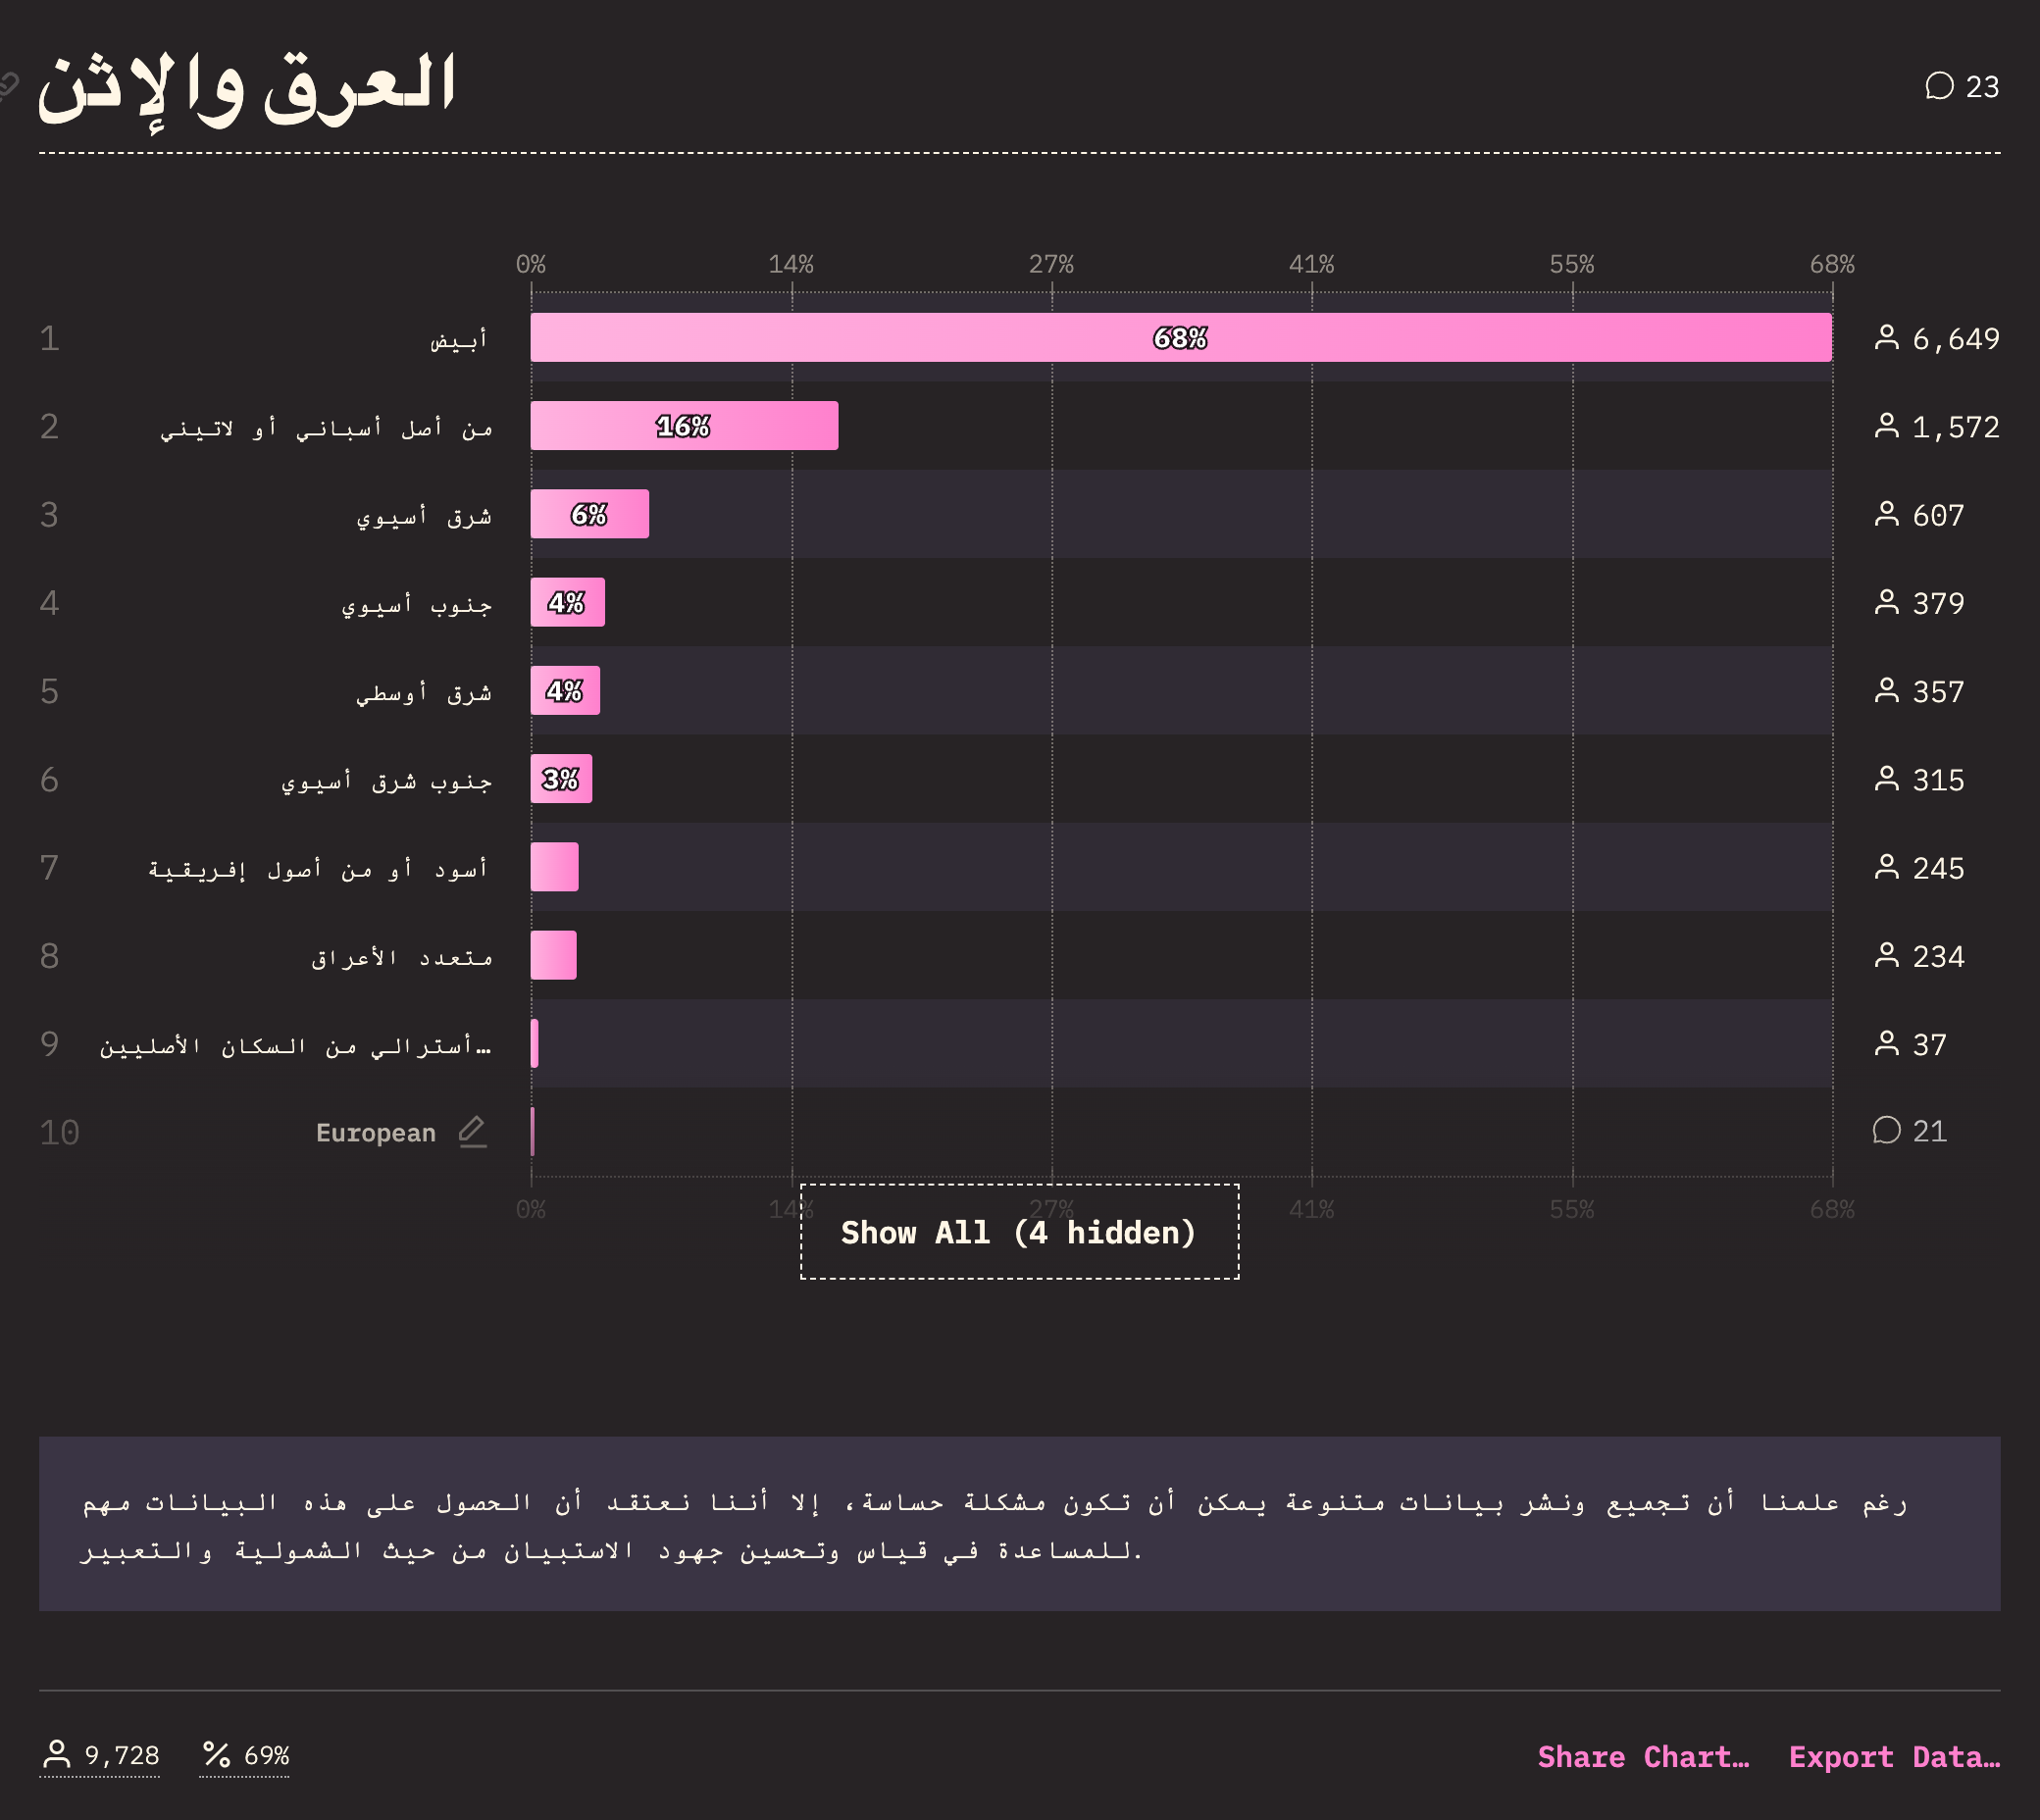 العرق والإثن
23
0% 14% 27% 41% 55% 68%
1 أبيض 68% 6,649
2 من أصل أسباني أو لاتيني 16% 1,572
3 شرق أسيوي 6% 607
4 جنوب أسيوي 4% 379
5 شرق أوسطي 4% 357
6 جنوب شرق أسيوي 3% 315
7 أسود أو من أصول إفريقية 245
8 متعدد الأعراق 234
9 أسترالي من السكان الأصليين… 37
10 European 21
0% 14% 27% 41% 55% 68%
Show All (4 hidden)
رغم علمنا أن تجميع ونشر بيانات متنوعة يمكن أن تكون مشكلة حساسة، إلا أننا نعتقد أن الحصول على هذه البيانات مهم
للمساعدة في قياس وتحسين جهود الاستبيان من حيث الشمولية والتعبير.
9,728 69% Share Chart… Export Data…